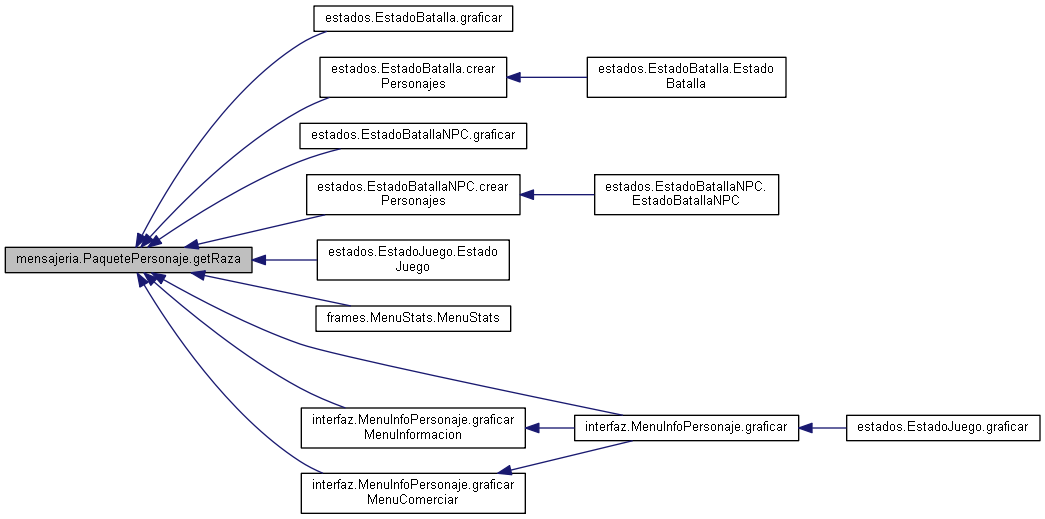 estados.EstadoBatalla.graficar
estados.EstadoBatalla.crear
Personajes
estados.EstadoBatalla.Estado
Batalla
estados.EstadoBatallaNPC.graficar
estados.EstadoBatallaNPC.crear
Personajes
estados.EstadoBatallaNPC.
EstadoBatallaNPC
mensajeria.PaquetePersonaje.getRaza
estados.EstadoJuego.Estado
Juego
frames.MenuStats.MenuStats
interfaz.MenuInfoPersonaje.graficar
MenuInformacion
interfaz.MenuInfoPersonaje.graficar
estados.EstadoJuego.graficar
interfaz.MenuInfoPersonaje.graficar
MenuComerciar